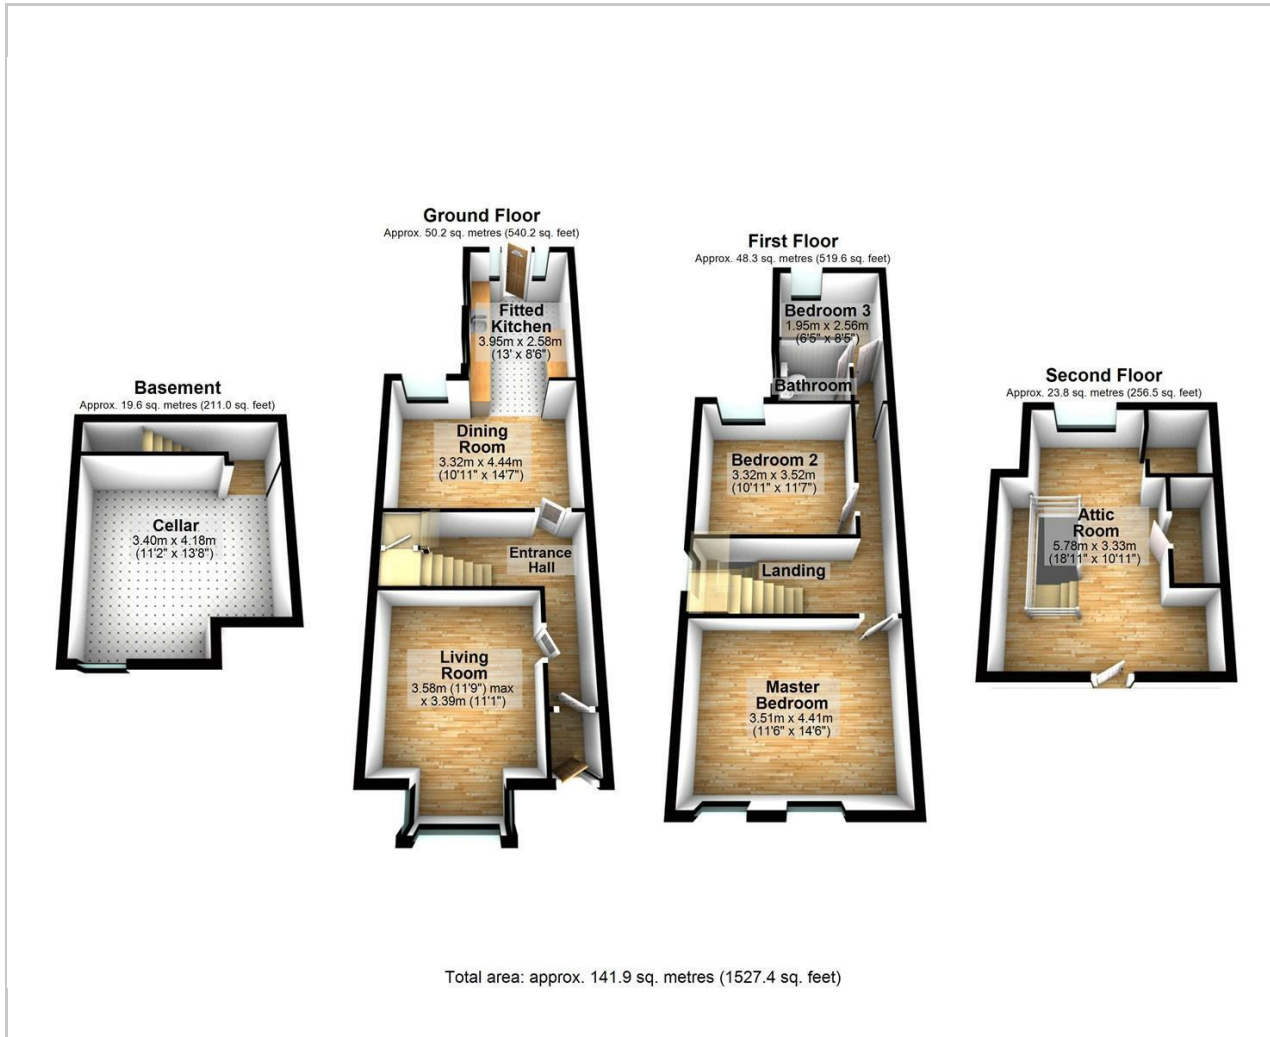 Basement
Approx. 19.6 sq. metres (211.0 sq. feet)
Cellar
3.40m x 4.18m
(11'2" x 13'8")
Ground Floor
Approx. 50.2 sq. metres (540.2 sq. feet)
Fitted
Kitchen
3.95m x 2.58m
(13' x 8'6")
Dining
Room
3.32m x 4.44m
(10'11" x 14'7")
Entrance
Hall
Living
Room
3.58m (11'9") max
x 3.39m (11'1")
First Floor
Approx. 48.3 sq. metres (519.6 sq. feet)
Bedroom 3
1.95m x 2.56m
(6'5" x 8'5")
Bathroom
Bedroom 2
3.32m x 3.52m
(10'11" x 11'7")
Landing
Master
Bedroom
3.51m x 4.41m
(11'6" x 14'6")
Second Floor
Approx. 23.8 sq. metres (256.5 sq. feet)
Attic
Room
5.78m x 3.33m
(18'11" x 10'11")
Total area: approx. 141.9 sq. metres (1527.4 sq. feet)